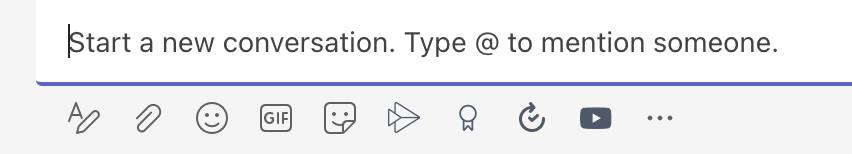 Start a new conversation. Type @ to mention someone.
GIF